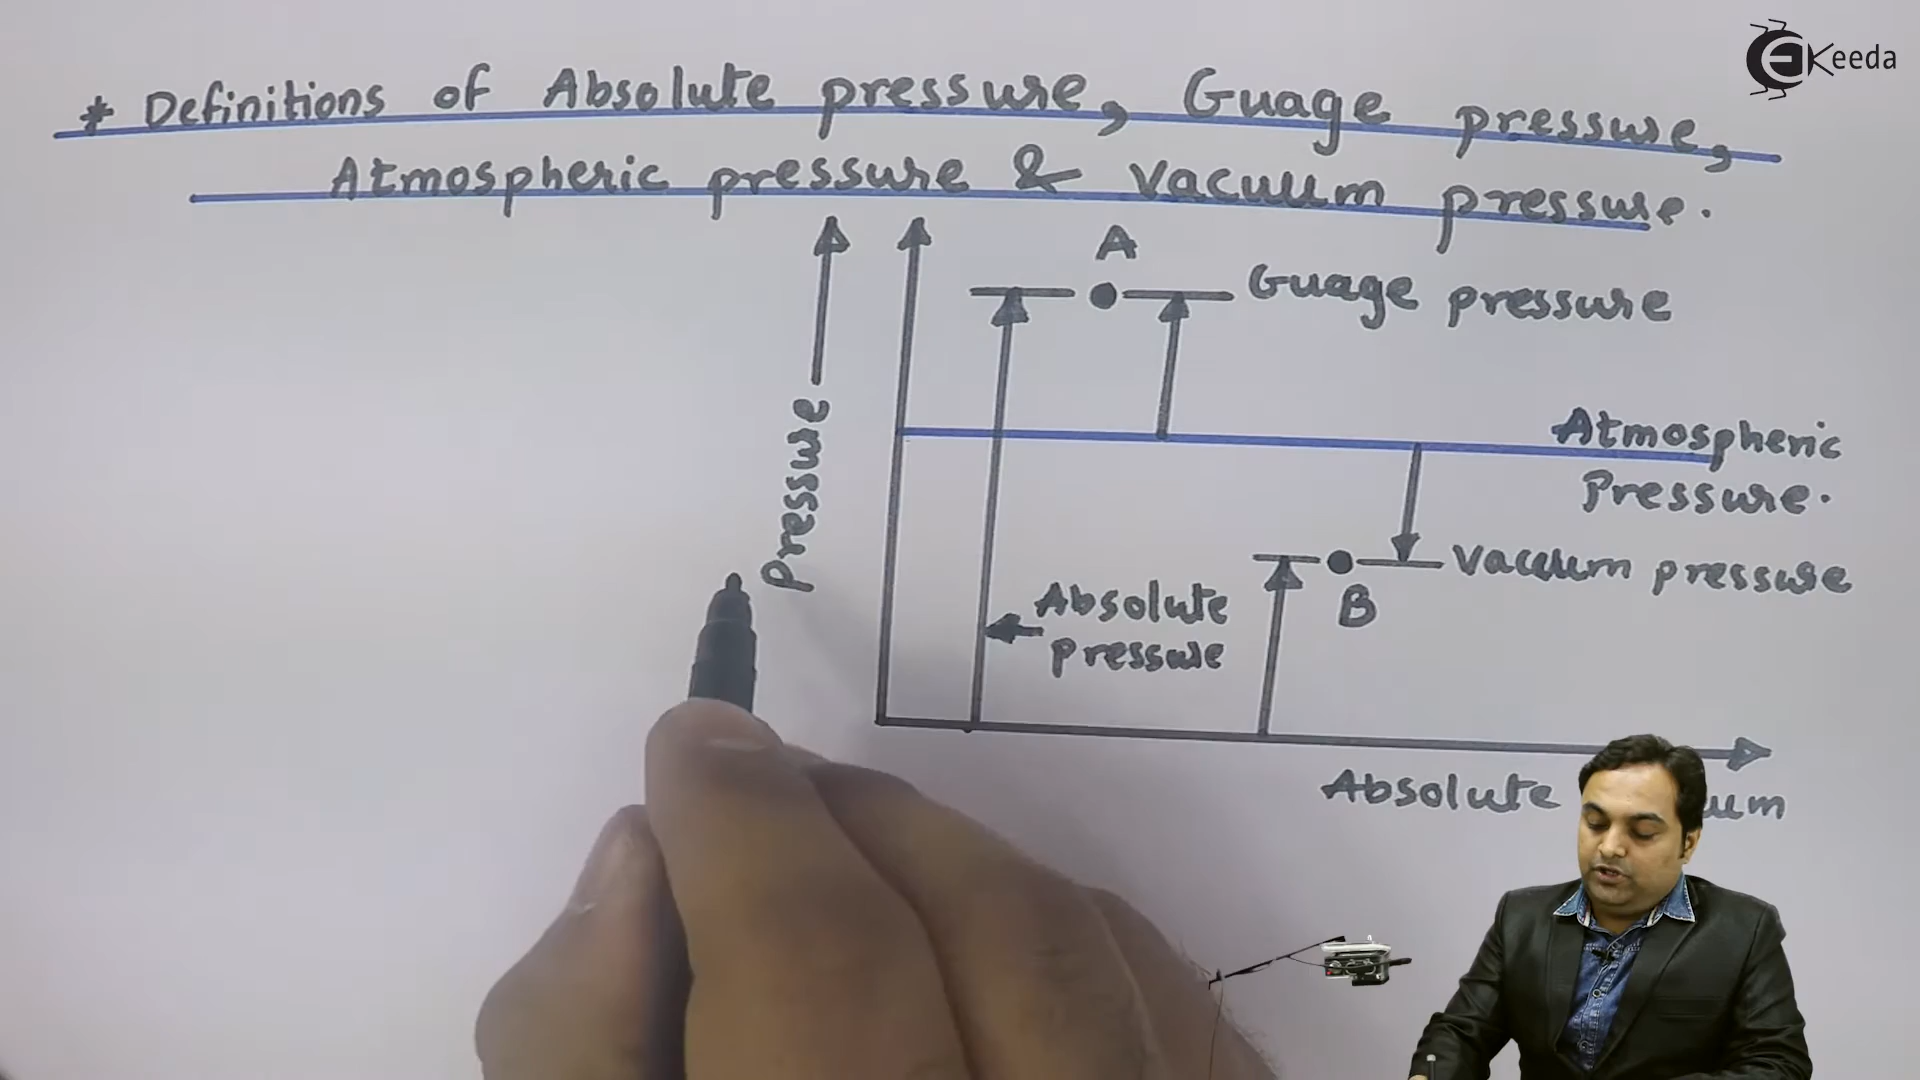 EKeeda
* Definitions of Absolute pressure, Guage pressure,
Atmospheric pressure & vacuum pressure.
A
Guage pressure
Pressure
Atmospheric
Pressure.
Vacuum pressure
B
Absolute
pressure
Absolute